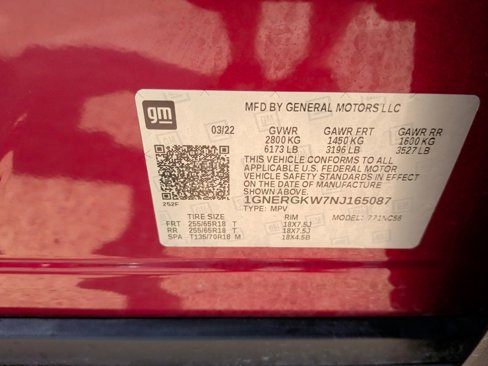 gm
MFD BY GENERAL MOTORS LLC
03/22 GVWR GAWR FRT GAWR RR
2800 KG 1450 KG 1600 KG
6173 LB 3196 LB 3527 LB
THIS VEHICLE CONFORMS TO ALL
APPLICABLE U.S. FEDERAL MOTOR
VEHICLE SAFETY STANDARDS IN EFFECT
ON THE DATE OF MANUFACTURE SHOWN ABOVE.
1GNERGKW7NJ165087
252F TYPE: MPV MODEL: 771NC56
TIRE SIZE RIM
FRT 255/65R18 T 18X7.5J
RR 255/65R18 T 18X7.5J
SPA T135/70R18 M 18X4.5B